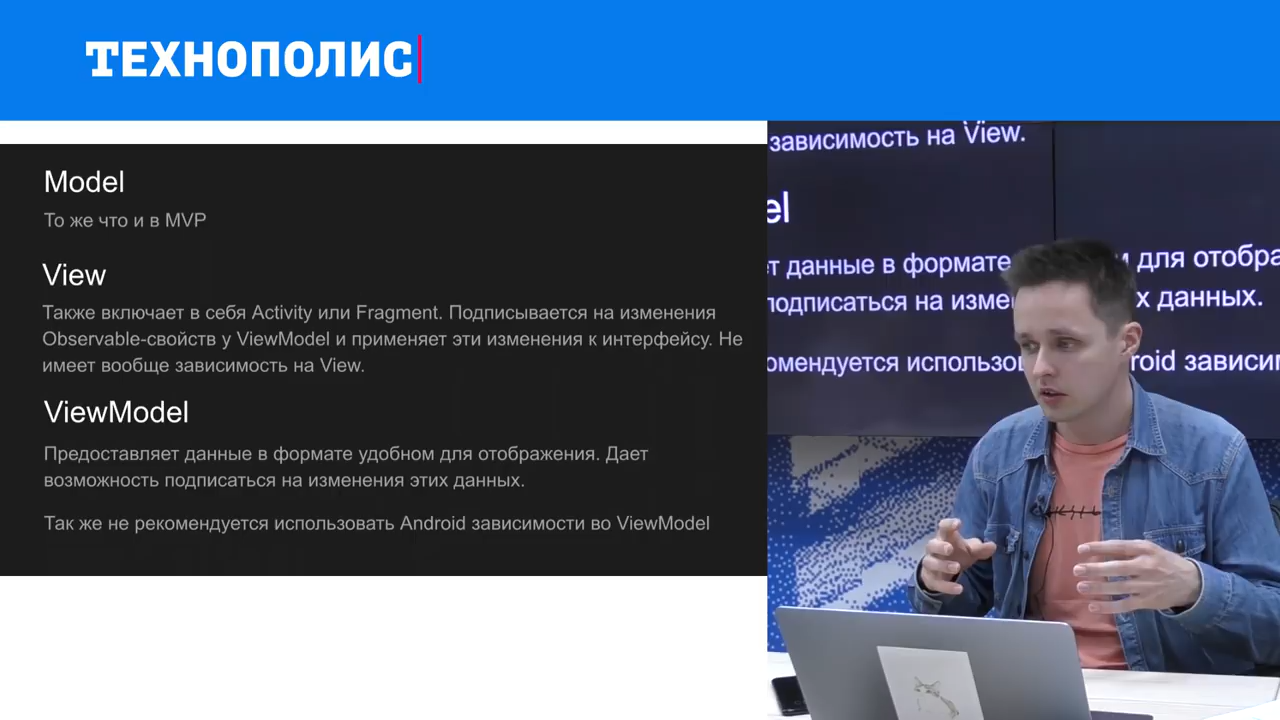 ТЕХНОПОЛИС
Model
То же что и в MVP
View
Также включает в себя Activity или Fragment. Подписывается на изменения
Observable-свойств у ViewModel и применяет эти изменения к интерфейсу. Не
имеет вообще зависимость на View.
ViewModel
Предоставляет данные в формате удобном для отображения. Дает
возможность подписаться на изменения этих данных.
Так же не рекомендуется использовать Android зависимости во ViewModel
зависимость на View.
el
т данные в формате м для отобра
подписаться на изме х данных.
омендуется использо roid зависи